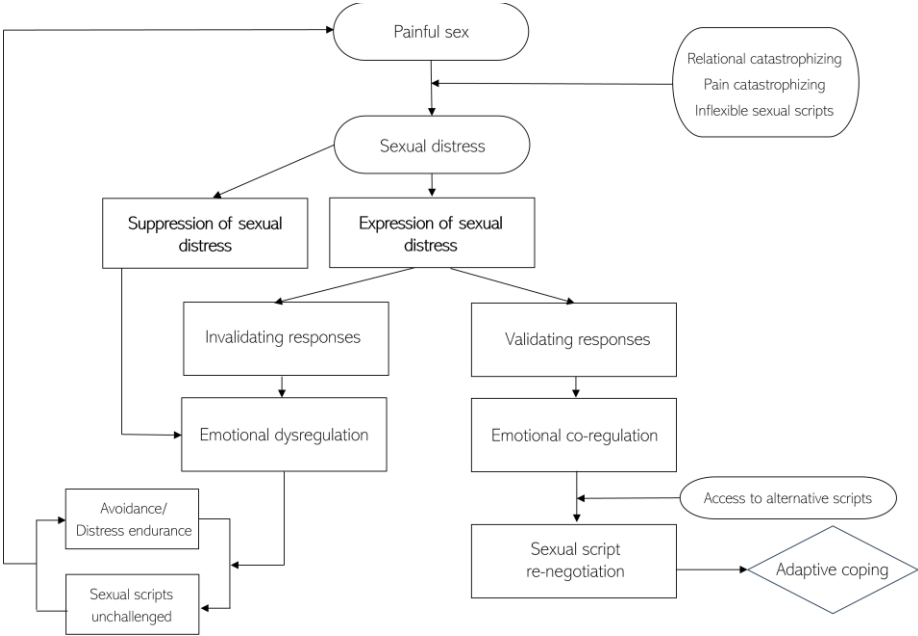 Painful sex
Relational catastrophizing
Pain catastrophizing
Inflexible sexual scripts
Sexual distress
Suppression of sexual
distress
Expression of sexual
distress
Invalidating responses
Validating responses
Emotional dysregulation
Emotional co-regulation
Avoidance/
Distress endurance
Access to alternative scripts
Sexual script
re-negotiation
Adaptive coping
Sexual scripts
unchallenged